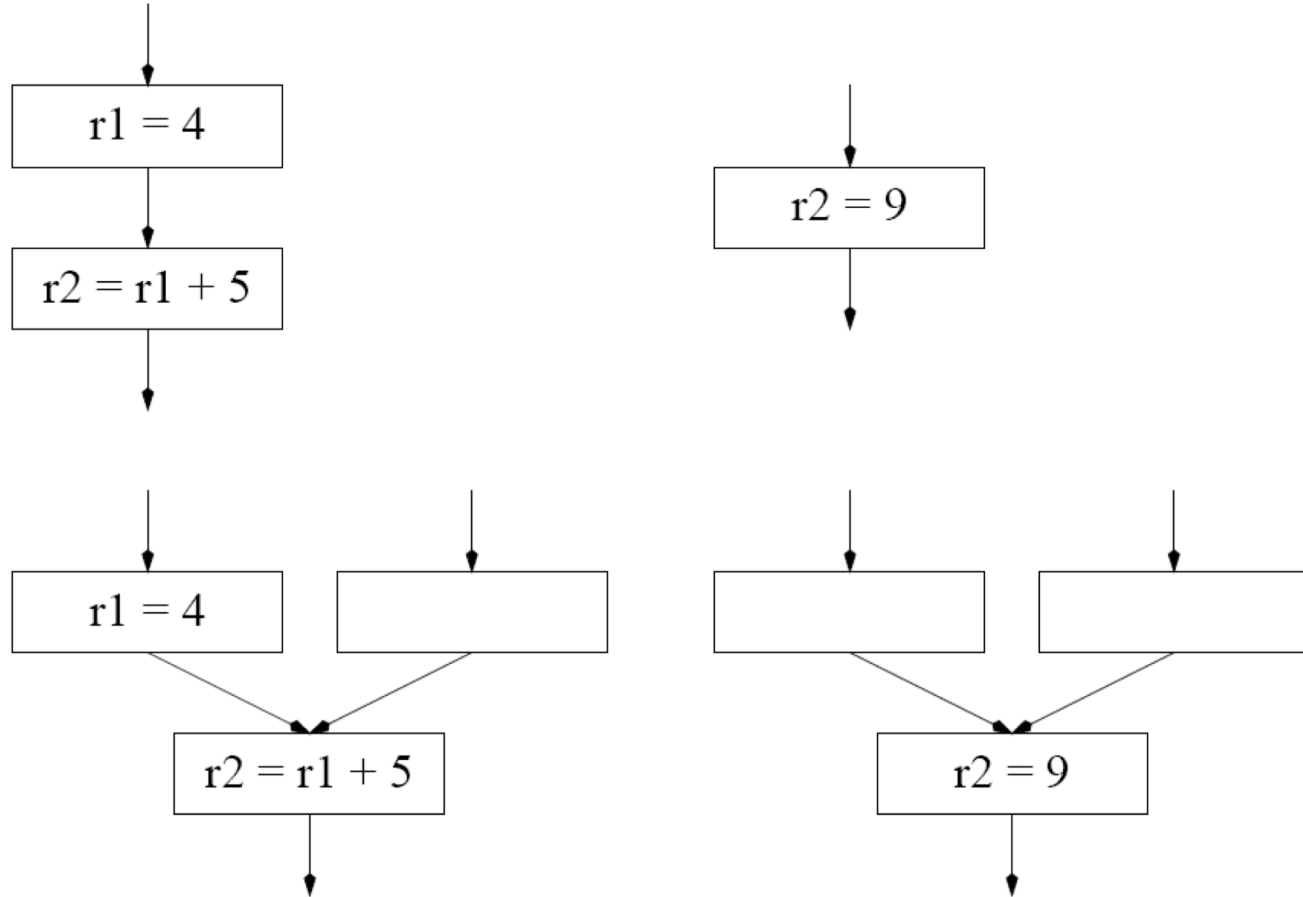 r1 = 4
r2 = 9
r2 = r1 + 5
r1 = 4
r2 = r1 + 5
r2 = 9